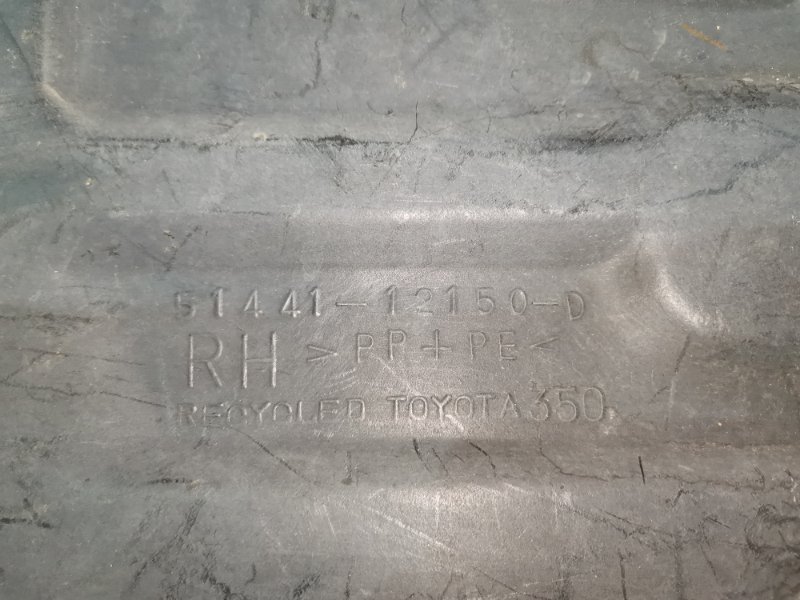 51441-12150-D
RH >PP+PE<
RECYCLED TOYOTA 350